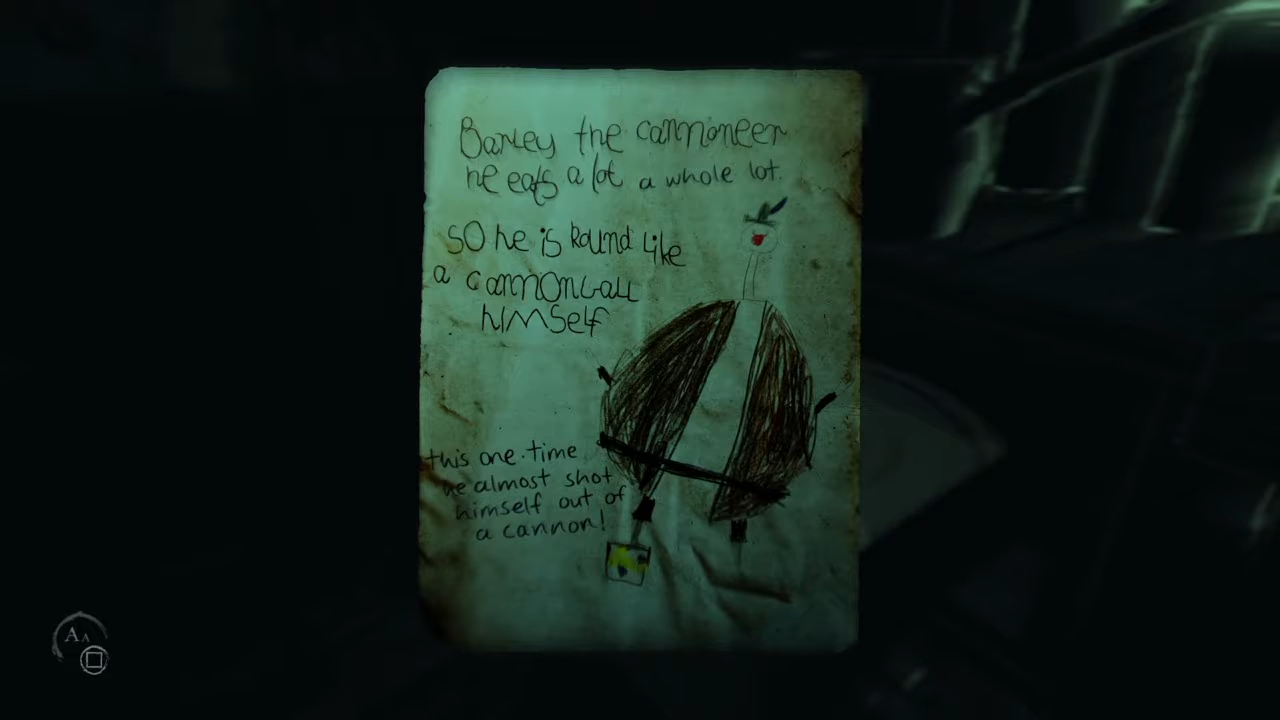 Barley the cannoneer
he eats a lot a whole lot.
so he is Round Like
a cannonball
himself
this one time
he almost shot
himself out of
a cannon!
AA